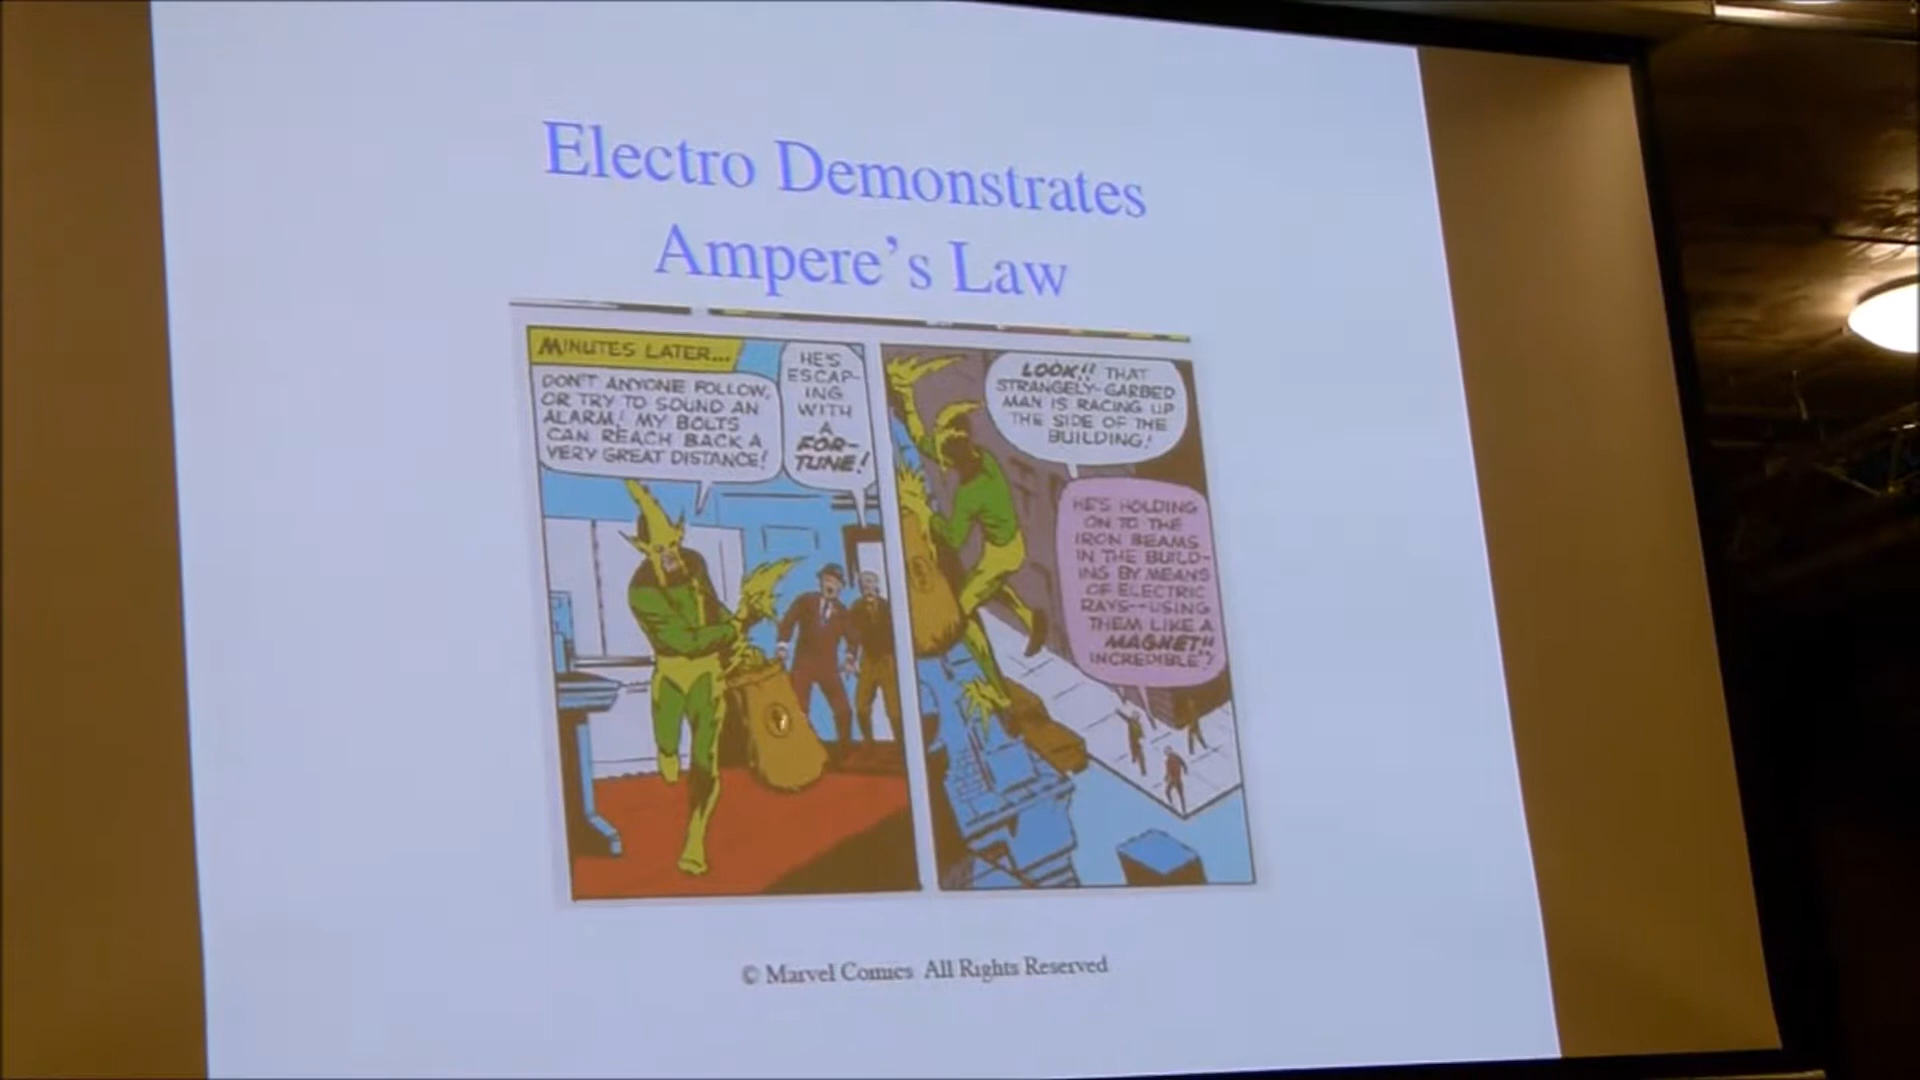 Electro Demonstrates
Ampere's Law
MINUTES LATER...
DON'T ANYONE FOLLOW,
OR TRY TO SOUND AN
ALARM! MY BOLTS
CAN REACH BACK A
VERY GREAT DISTANCE!
HE'S
ESCAP-
ING
WITH
A
FOR-
TUNE!
LOOK!! THAT
STRANGELY-GARBED
MAN IS RACING UP
THE SIDE OF THE
BUILDING!
HE'S HOLDING
ON TO THE
IRON BEAMS
IN THE BUILD-
ING BY MEANS
OF ELECTRIC
RAYS--USING
THEM LIKE A
MAGNET!!
INCREDIBLE!!
© Marvel Comics All Rights Reserved